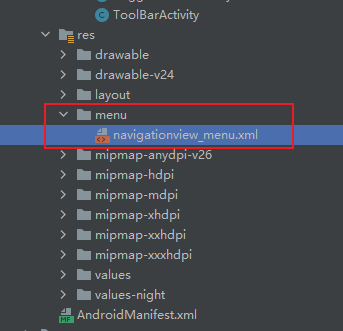 ToolBarActivity
res
drawable
drawable-v24
layout
menu
navigationview_menu.xml
mipmap-anydpi-v26
mipmap-hdpi
mipmap-mdpi
mipmap-xhdpi
mipmap-xxhdpi
mipmap-xxxhdpi
values
values-night
MF AndroidManifest.xml